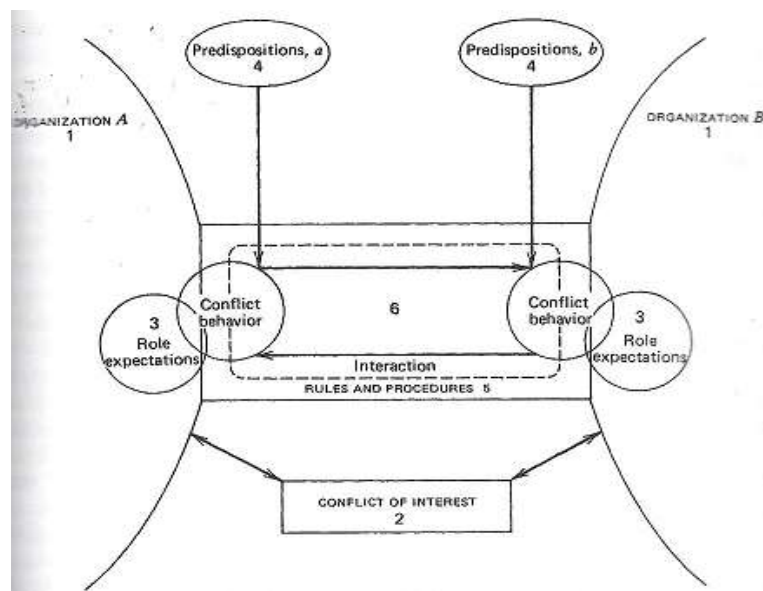 Predispositions, a
4
Predispositions, b
4
ORGANIZATION A
1
ORGANIZATION B
1
Conflict
behavior
6
Conflict
behavior
3
Role
expectations
3
Role
expectations
Interaction
RULES AND PROCEDURES 5
CONFLICT OF INTEREST
2